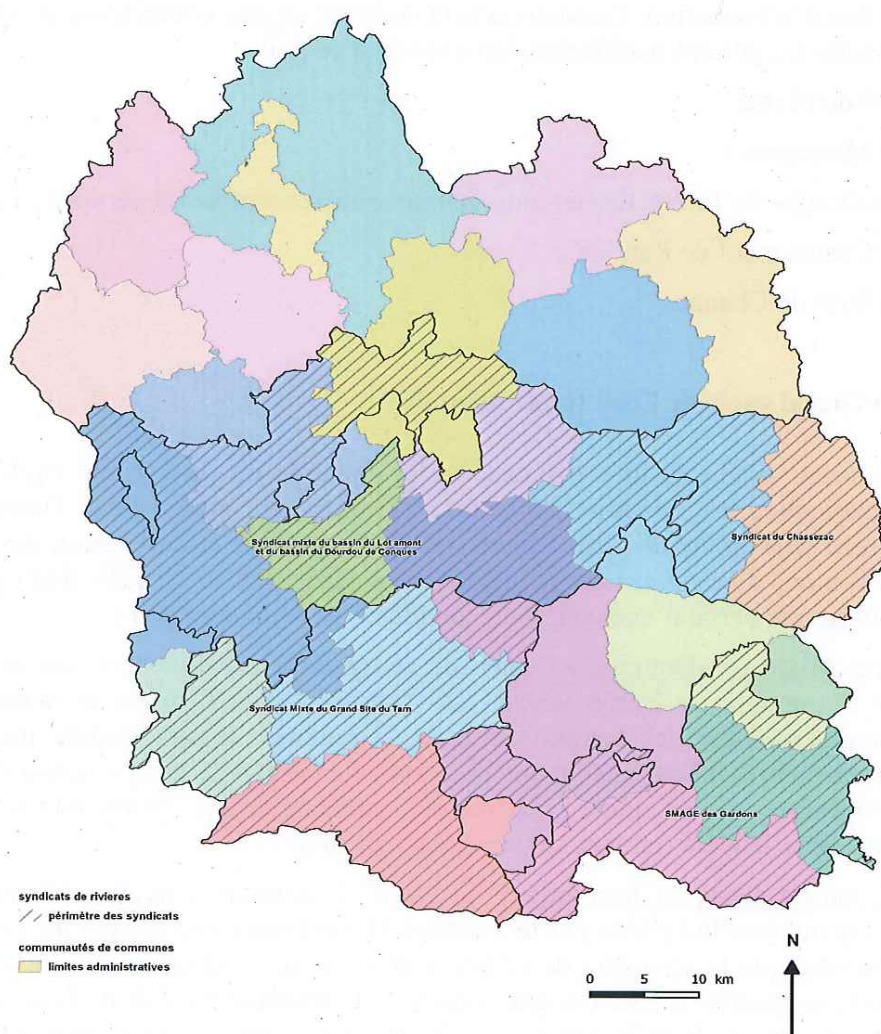 Syndicat mixte du bassin du Lot amont
et du bassin du Dourdou de Conques
Syndicat du Chassezac
Syndicat Mixte du Grand Site du Tarn
SMAGE des Gardons
syndicats de rivieres
périmètre des syndicats
communautés de communes
limites administratives
0 5 10 km
N